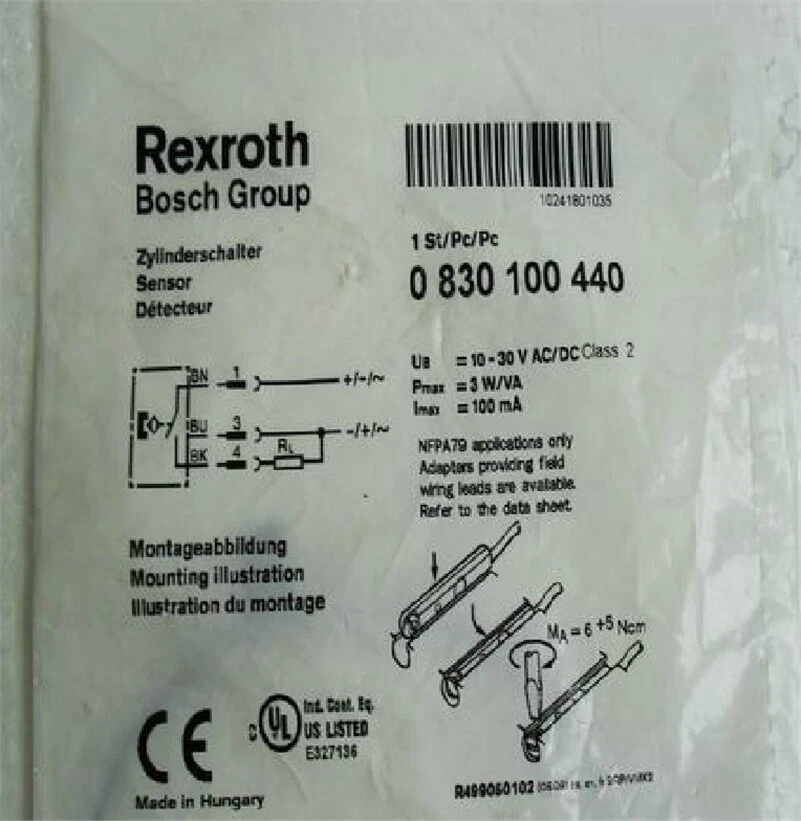 Rexroth
Bosch Group
10241801035
Zylinderschalter
Sensor
Détecteur
1 St/Pc/Pc
0 830 100 440
BN 1 +/-/~
BU 3 -/+/~
BK 4 RL
UB = 10 - 30 V AC/DC Class 2
Pmax = 3 W/VA
Imax = 100 mA
NFPA79 applications only
Adapters providing field
wiring leads are available.
Refer to the data sheet.
Montageabbildung
Mounting illustration
Illustration du montage
MA = 6 +5 Ncm
CE
c UL
Ind. Cont. Eq.
US LISTED
E327136
Made in Hungary
R499050102